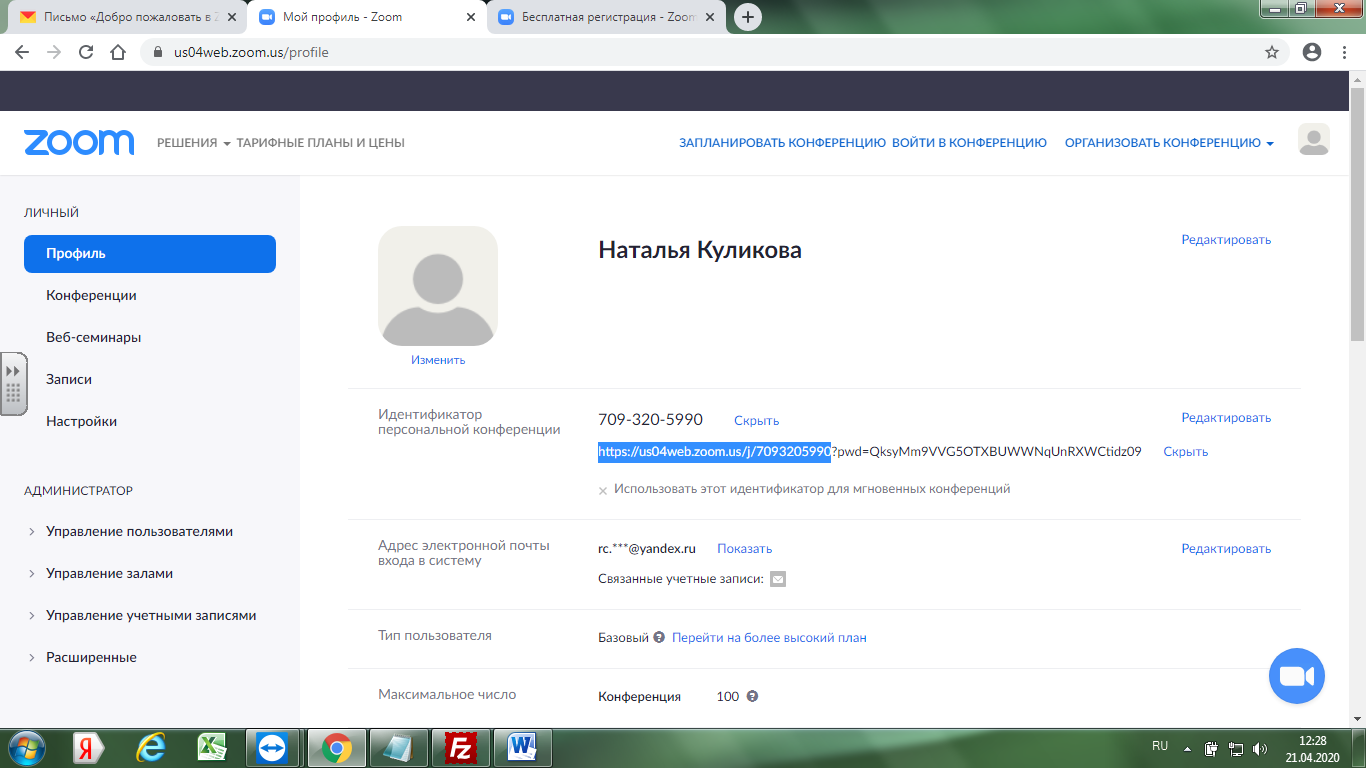 Письмо «Добро пожаловать в Z
Мой профиль - Zoom
Бесплатная регистрация - Zoom
us04web.zoom.us/profile
zoom
РЕШЕНИЯ
ТАРИФНЫЕ ПЛАНЫ И ЦЕНЫ
ЗАПЛАНИРОВАТЬ КОНФЕРЕНЦИЮ
ВОЙТИ В КОНФЕРЕНЦИЮ
ОРГАНИЗОВАТЬ КОНФЕРЕНЦИЮ
ЛИЧНЫЙ
Профиль
Конференции
Веб-семинары
Записи
Настройки
АДМИНИСТРАТОР
Управление пользователями
Управление залами
Управление учетными записями
Расширенные
Изменить
Наталья Куликова
Редактировать
Идентификатор
персональной конференции
709-320-5990
Скрыть
Редактировать
https://us04web.zoom.us/j/7093205990?pwd=QksyMm9VVG5OTXBUWWNqUnRXWCtidz09
Скрыть
× Использовать этот идентификатор для мгновенных конференций
Адрес электронной почты
входа в систему
rc.***@yandex.ru
Показать
Редактировать
Связанные учетные записи:
Тип пользователя
Базовый ? Перейти на более высокий план
Максимальное число
Конференция 100 ?
RU
12:28
21.04.2020